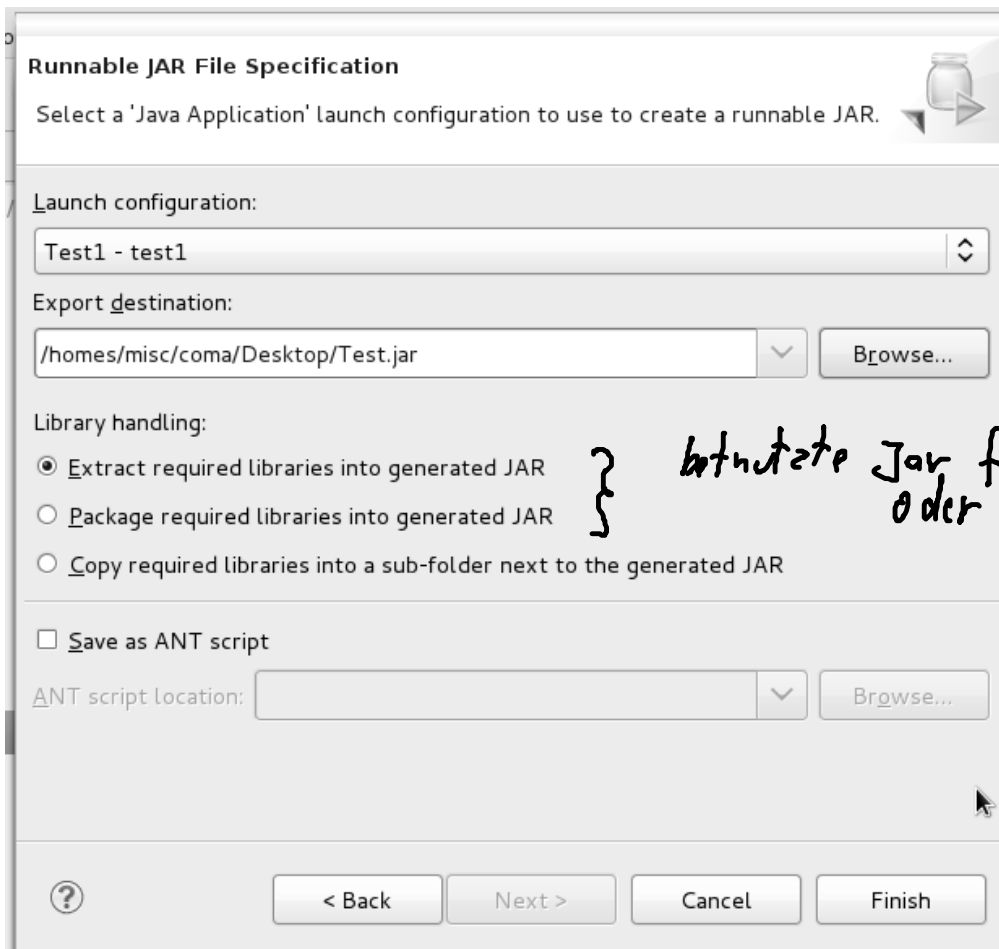 Runnable JAR File Specification
Select a 'Java Application' launch configuration to use to create a runnable JAR.
Launch configuration:
Test1 - test1
Export destination:
/homes/misc/coma/Desktop/Test.jar
Browse...
Library handling:
Extract required libraries into generated JAR
Package required libraries into generated JAR
Copy required libraries into a sub-folder next to the generated JAR
Jar
oder
Save as ANT script
ANT script location:
Browse...
< Back
Next >
Cancel
Finish